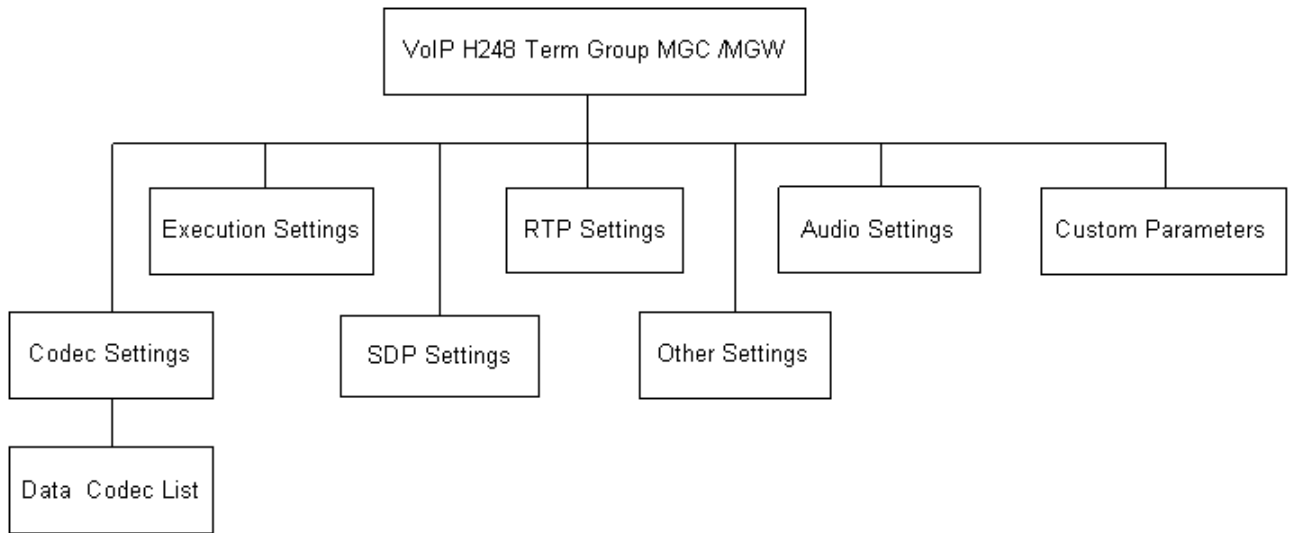 VoIP H248 Term Group MGC /MGW
Execution Settings
RTP Settings
Audio Settings
Custom Parameters
Codec Settings
SDP Settings
Other Settings
Data Codec List